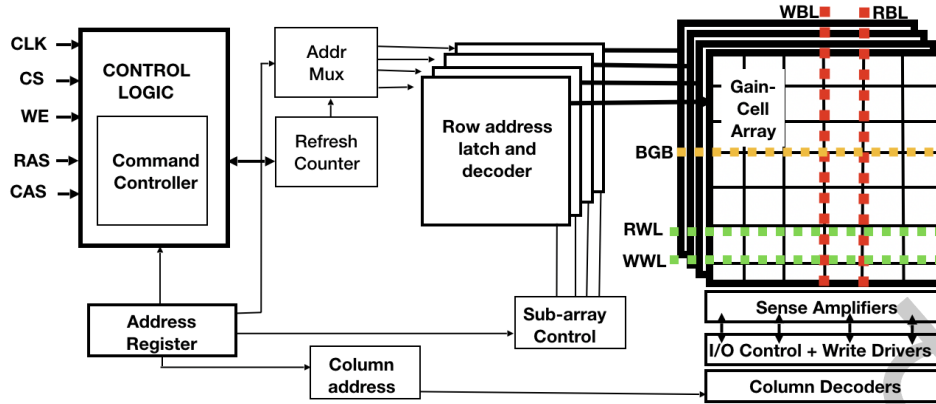 WBL
RBL
CLK
CS
WE
RAS
CAS
CONTROL
LOGIC
Command
Controller
Addr
Mux
Refresh
Counter
Row address
latch and
decoder
Gain-
Cell
Array
BGB
RWL
WWL
Address
Register
Sub-array
Control
Column
address
Sense Amplifiers
I/O Control + Write Drivers
Column Decoders